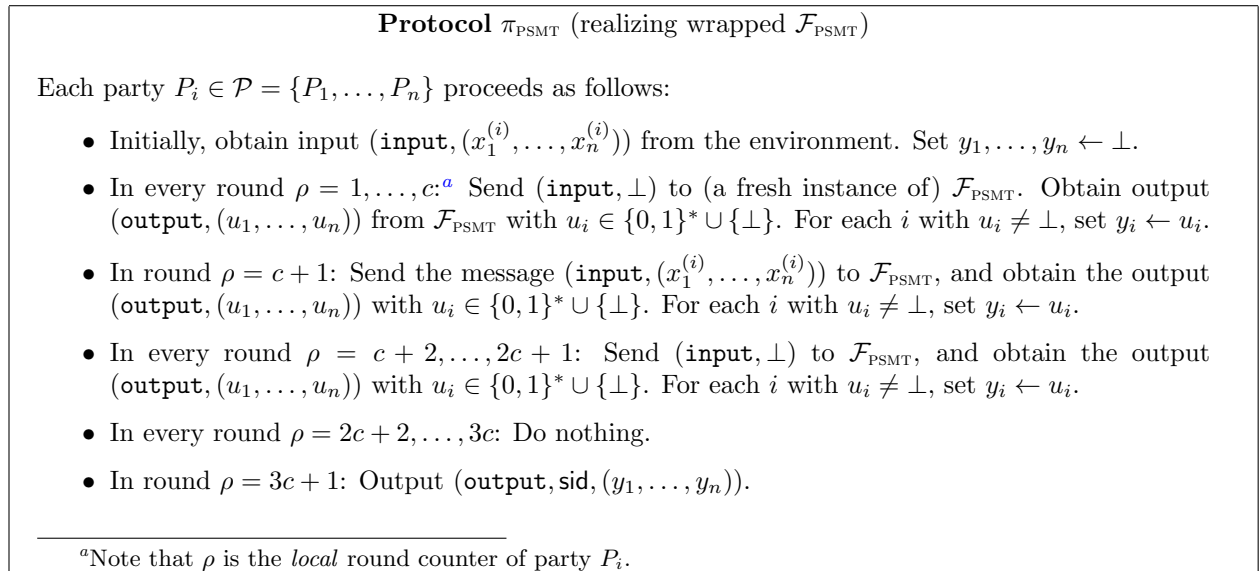 Protocol π_PSMT (realizing wrapped 𝓕_PSMT)
Each party P_i ∈ 𝒫 = {P_1, . . . , P_n} proceeds as follows:
• Initially, obtain input (input, (x_1^{(i)}, . . . , x_n^{(i)})) from the environment. Set y_1, . . . , y_n ← ⊥.
• In every round ρ = 1, . . . , c:^a Send (input, ⊥) to (a fresh instance of) 𝓕_PSMT. Obtain output
(output, (u_1, . . . , u_n)) from 𝓕_PSMT with u_i ∈ {0, 1}^* ∪ {⊥}. For each i with u_i ≠ ⊥, set y_i ← u_i.
• In round ρ = c + 1: Send the message (input, (x_1^{(i)}, . . . , x_n^{(i)})) to 𝓕_PSMT, and obtain the output
(output, (u_1, . . . , u_n)) with u_i ∈ {0, 1}^* ∪ {⊥}. For each i with u_i ≠ ⊥, set y_i ← u_i.
• In every round ρ = c + 2, . . . , 2c + 1: Send (input, ⊥) to 𝓕_PSMT, and obtain the output
(output, (u_1, . . . , u_n)) with u_i ∈ {0, 1}^* ∪ {⊥}. For each i with u_i ≠ ⊥, set y_i ← u_i.
• In every round ρ = 2c + 2, . . . , 3c: Do nothing.
• In round ρ = 3c + 1: Output (output, sid, (y_1, . . . , y_n)).
^aNote that ρ is the local round counter of party P_i.